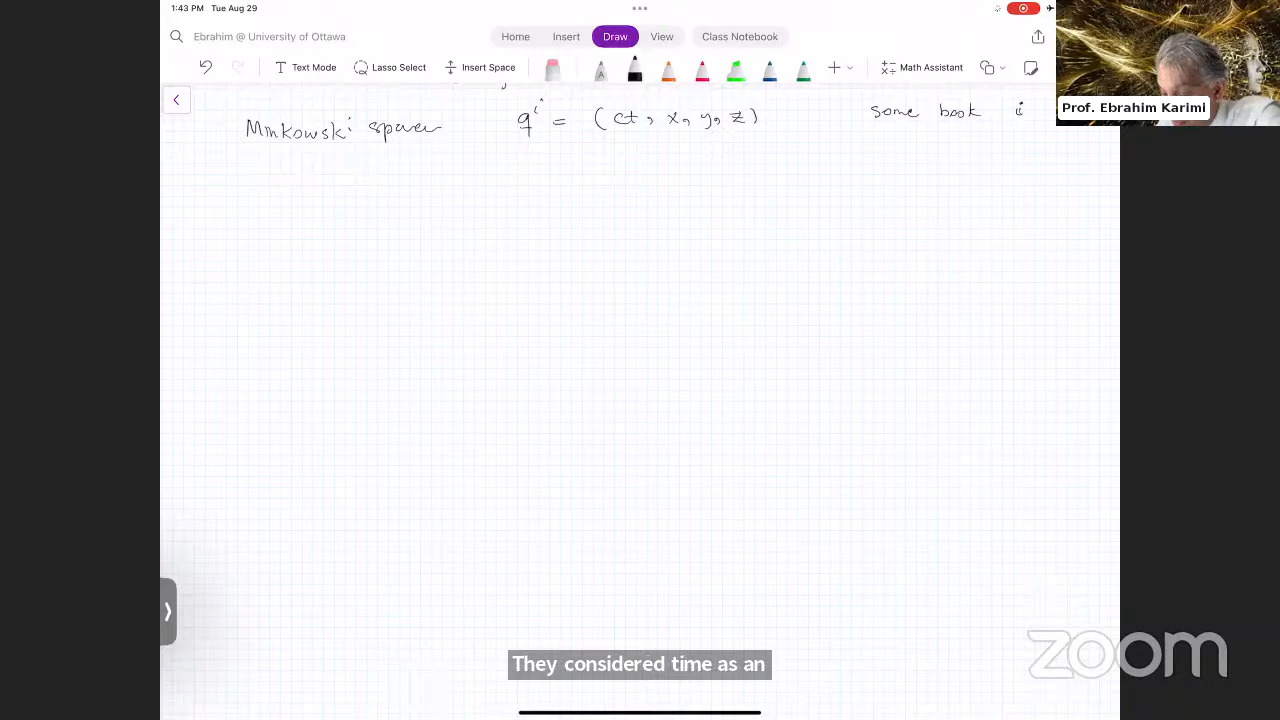 1:43 PM Tue Aug 29
Ebrahim @ University of Ottawa
Home Insert Draw View Class Notebook
Text Mode Lasso Select Insert Space Math Assistant
Prof. Ebrahim Karimi
Minkowski space qⁱ = (ct, x, y, z) some book i
They considered time as an
zoom